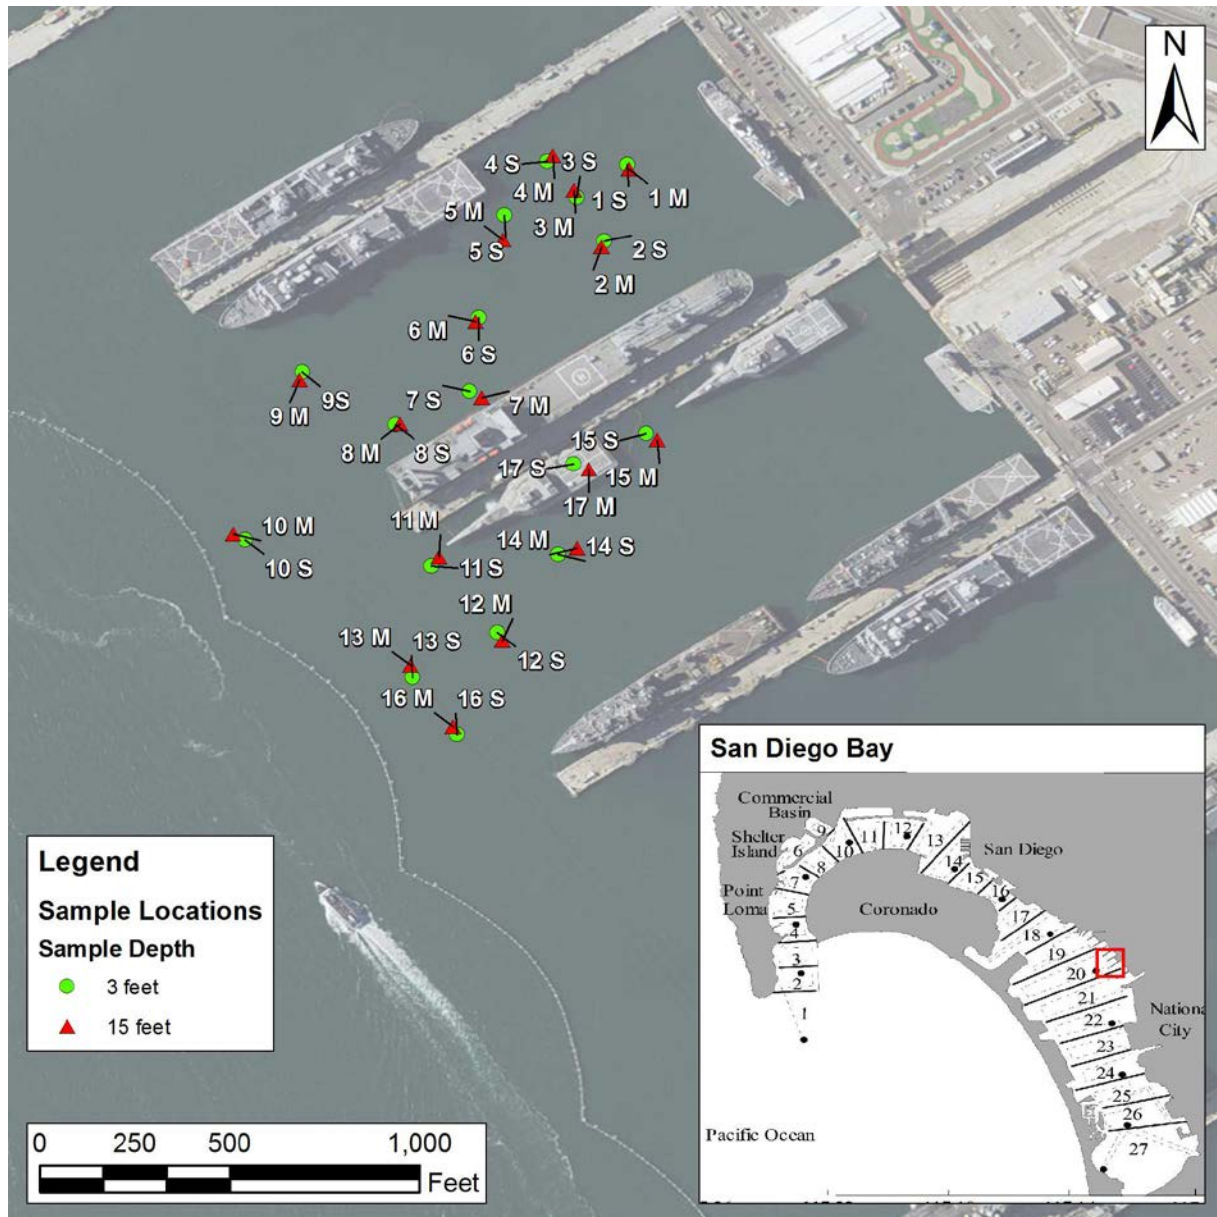 N
4 S
3 S
4 M
1 S
1 M
5 M
3 M
5 S
2 S
2 M
6 M
6 S
9 M
9S
7 S
7 M
8 M
8 S
15 S
17 S
15 M
17 M
10 M
11 M
14 M
14 S
10 S
11 S
12 M
13 M
13 S
12 S
16 M
16 S
Legend
Sample Locations
Sample Depth
3 feet
15 feet
0 250 500 1,000
Feet
San Diego Bay
Commercial
Basin
Shelter
Island
Point
Loma
Coronado
San Diego
Nationa
City
Pacific Ocean
1
2
3
4
5
6
7
8
9
10
11
12
13
14
15
16
17
18
19
20
21
22
23
24
25
26
27